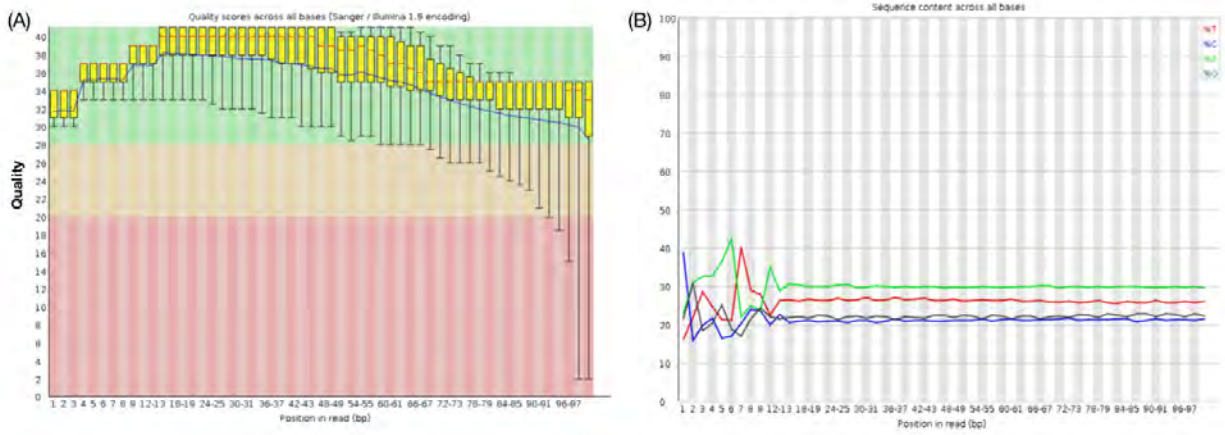 (A)
Quality scores across all bases (Sanger / Illumina 1.9 encoding)
40
38
36
34
32
30
28
26
24
22
20
18
16
14
12
10
8
6
4
2
0
Quality
1 2 3 4 5 6 7 8 9 12-13 18-19 24-25 30-31 36-37 42-43 48-49 54-55 60-61 66-67 72-73 78-79 84-85 90-91 96-97
Position in read (bp)
(B)
Sequence content across all bases
100
90
80
70
60
50
40
30
20
10
0
%T
%C
%A
%G
1 2 3 4 5 6 7 8 9 12-13 18-19 24-25 30-31 36-37 42-43 48-49 54-55 60-61 66-67 72-73 78-79 84-85 90-91 96-97
Position in read (bp)